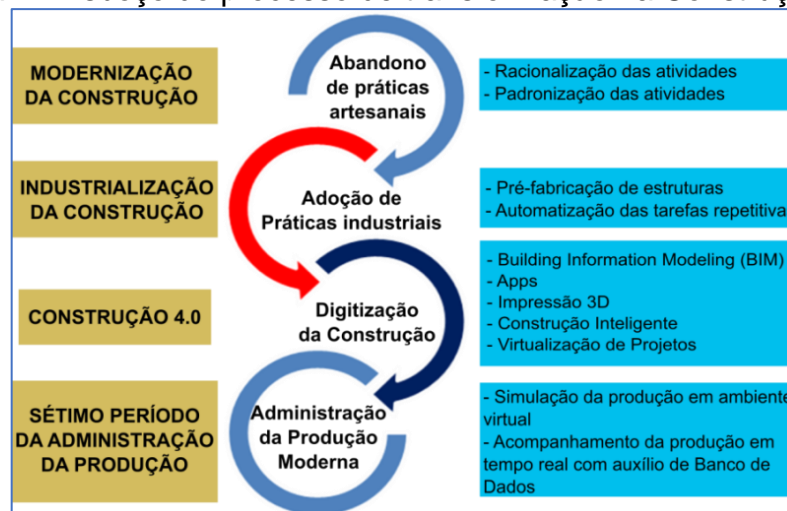 MODERNIZAÇÃO
DA CONSTRUÇÃO
Abandono
de práticas
artesanais
- Racionalização das atividades
- Padronização das atividades
INDUSTRIALIZAÇÃO
DA CONSTRUÇÃO
Adoção de
Práticas industriais
- Pré-fabricação de estruturas
- Automatização das tarefas repetitiva
CONSTRUÇÃO 4.0
Digitização
da Construção
- Building Information Modeling (BIM)
- Apps
- Impressão 3D
- Construção Inteligente
- Virtualização de Projetos
SÉTIMO PERÍODO
DA ADMINISTRAÇÃO
DA PRODUÇÃO
Administração
da Produção
Moderna
- Simulação da produção em ambiente
virtual
- Acompanhamento da produção em
tempo real com auxílio de Banco de
Dados